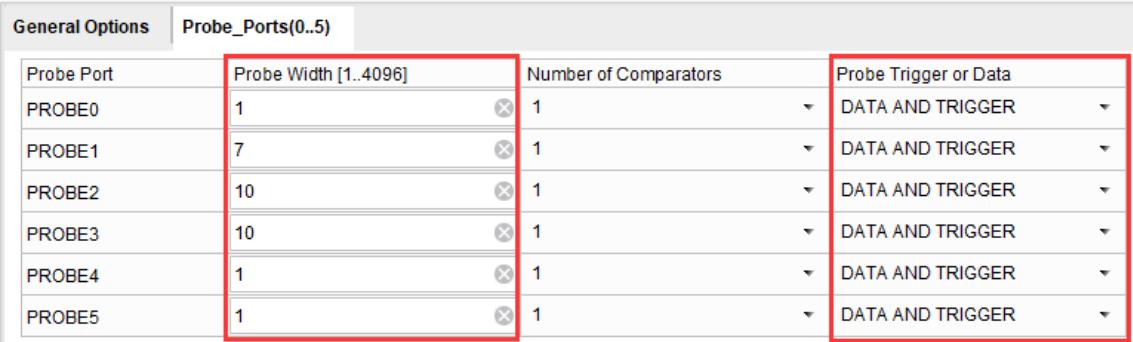 General Options Probe_Ports(0..5)
Probe Port Probe Width [1..4096] Number of Comparators Probe Trigger or Data
PROBE0 1 1 DATA AND TRIGGER
PROBE1 7 1 DATA AND TRIGGER
PROBE2 10 1 DATA AND TRIGGER
PROBE3 10 1 DATA AND TRIGGER
PROBE4 1 1 DATA AND TRIGGER
PROBE5 1 1 DATA AND TRIGGER